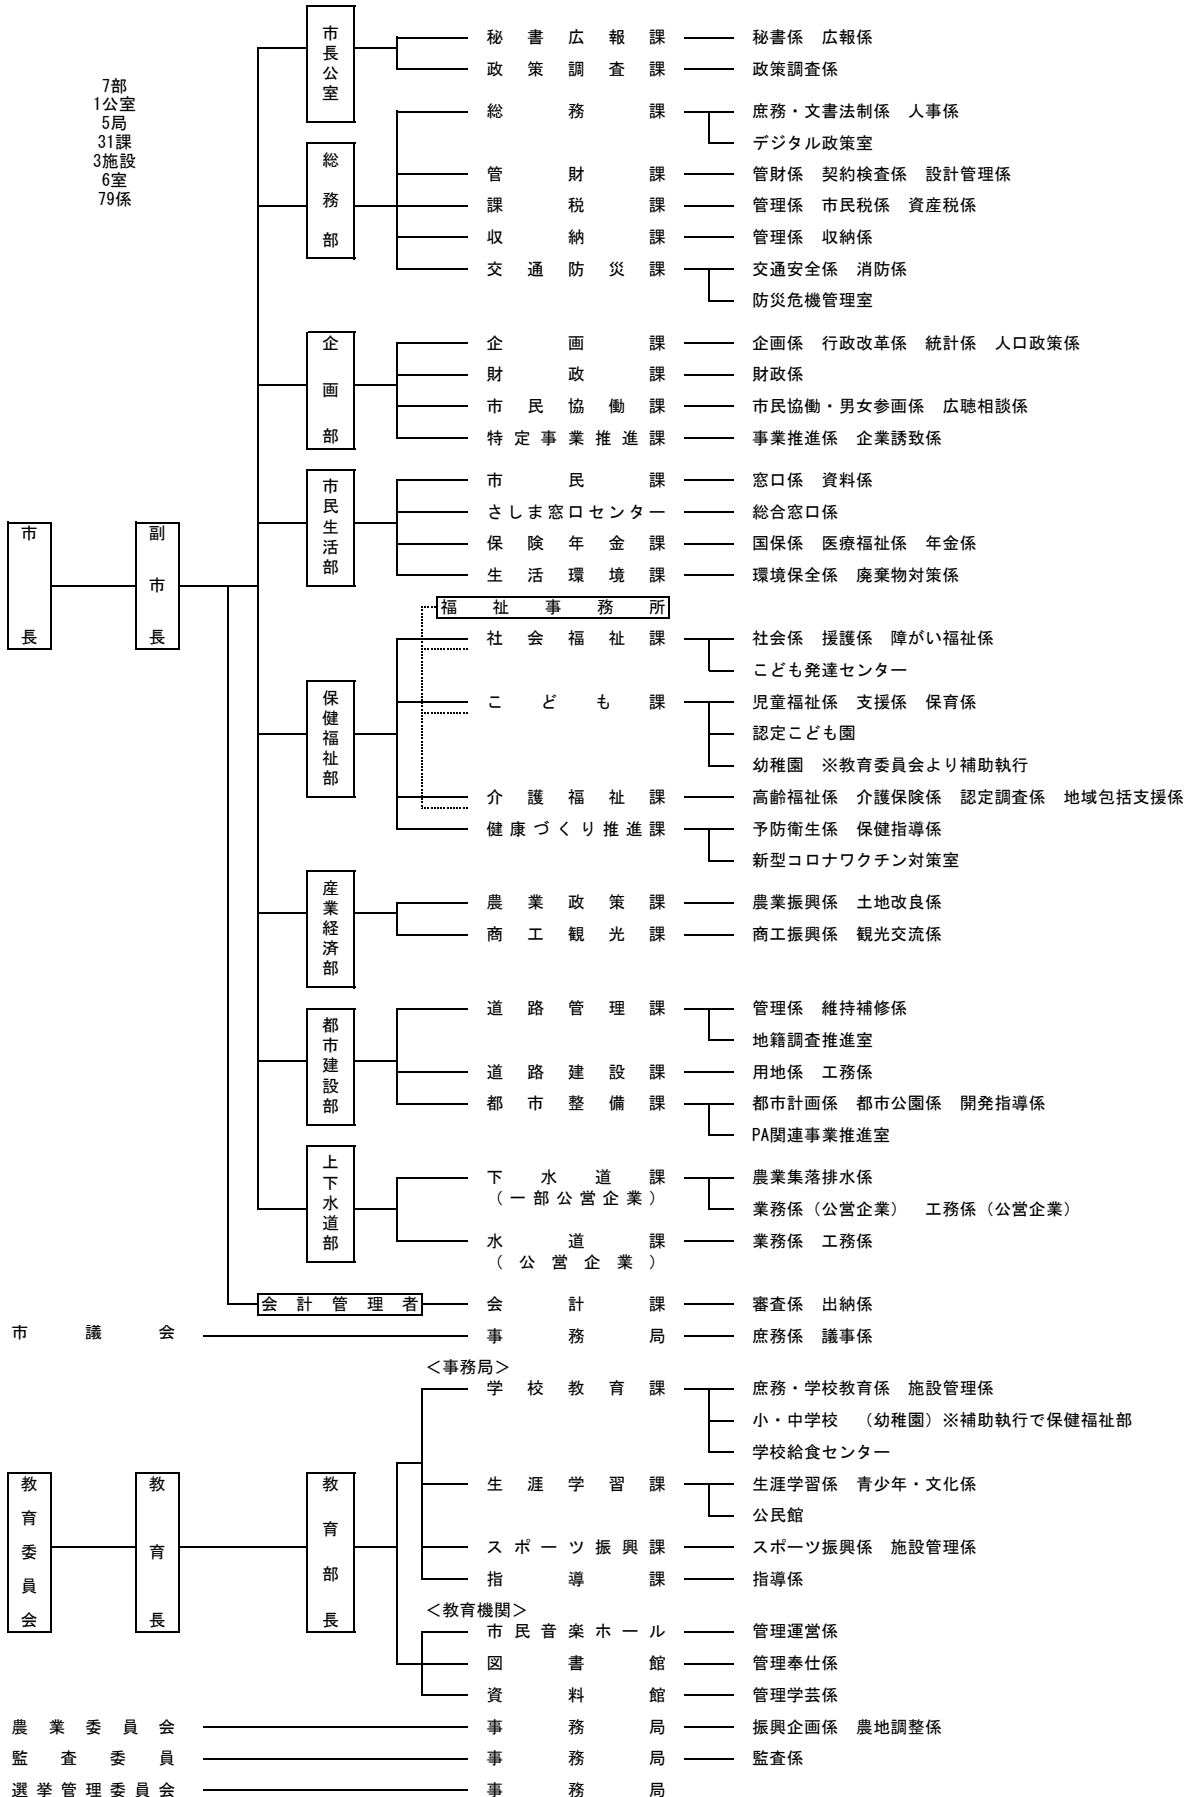 7部
1公室
5局
31課
3施設
6室
79係
市長
副市長
市長公室
秘書広報課 秘書係 広報係
政策調査課 政策調査係
総務部
総務課 庶務・文書法制係 人事係
デジタル政策室
管財課 管財係 契約検査係 設計管理係
課税課 管理係 市民税係 資産税係
収納課 管理係 収納係
交通防災課 交通安全係 消防係
防災危機管理室
企画部
企画課 企画係 行政改革係 統計係 人口政策係
財政課 財政係
市民協働課 市民協働・男女参画係 広聴相談係
特定事業推進課 事業推進係 企業誘致係
市民生活部
市民課 窓口係 資料係
さしま窓口センター 総合窓口係
保険年金課 国保係 医療福祉係 年金係
生活環境課 環境保全係 廃棄物対策係
保健福祉部
福祉事務所
社会福祉課 社会係 援護係 障がい福祉係
こども発達センター
こども課 児童福祉係 支援係 保育係
認定こども園
幼稚園 ※教育委員会より補助執行
介護福祉課 高齢福祉係 介護保険係 認定調査係 地域包括支援係
健康づくり推進課 予防衛生係 保健指導係
新型コロナワクチン対策室
産業経済部
農業政策課 農業振興係 土地改良係
商工観光課 商工振興係 観光交流係
都市建設部
道路管理課 管理係 維持補修係
地籍調査推進室
道路建設課 用地係 工務係
都市整備課 都市計画係 都市公園係 開発指導係
PA関連事業推進室
上下水道部
下水道課 農業集落排水係
(一部公営企業)
業務係(公営企業) 工務係(公営企業)
水道課 業務係 工務係
(公営企業)
会計管理者 会計課 審査係 出納係
市議会 事務局 庶務係 議事係
教育委員会
教育長
教育部長
<事務局>
学校教育課 庶務・学校教育係 施設管理係
小・中学校 (幼稚園)※補助執行で保健福祉部
学校給食センター
生涯学習課 生涯学習係 青少年・文化係
公民館
スポーツ振興課 スポーツ振興係 施設管理係
指導課 指導係
<教育機関>
市民音楽ホール 管理運営係
図書館 管理奉仕係
資料館 管理学芸係
農業委員会 事務局 振興企画係 農地調整係
監査委員 事務局 監査係
選挙管理委員会 事務局